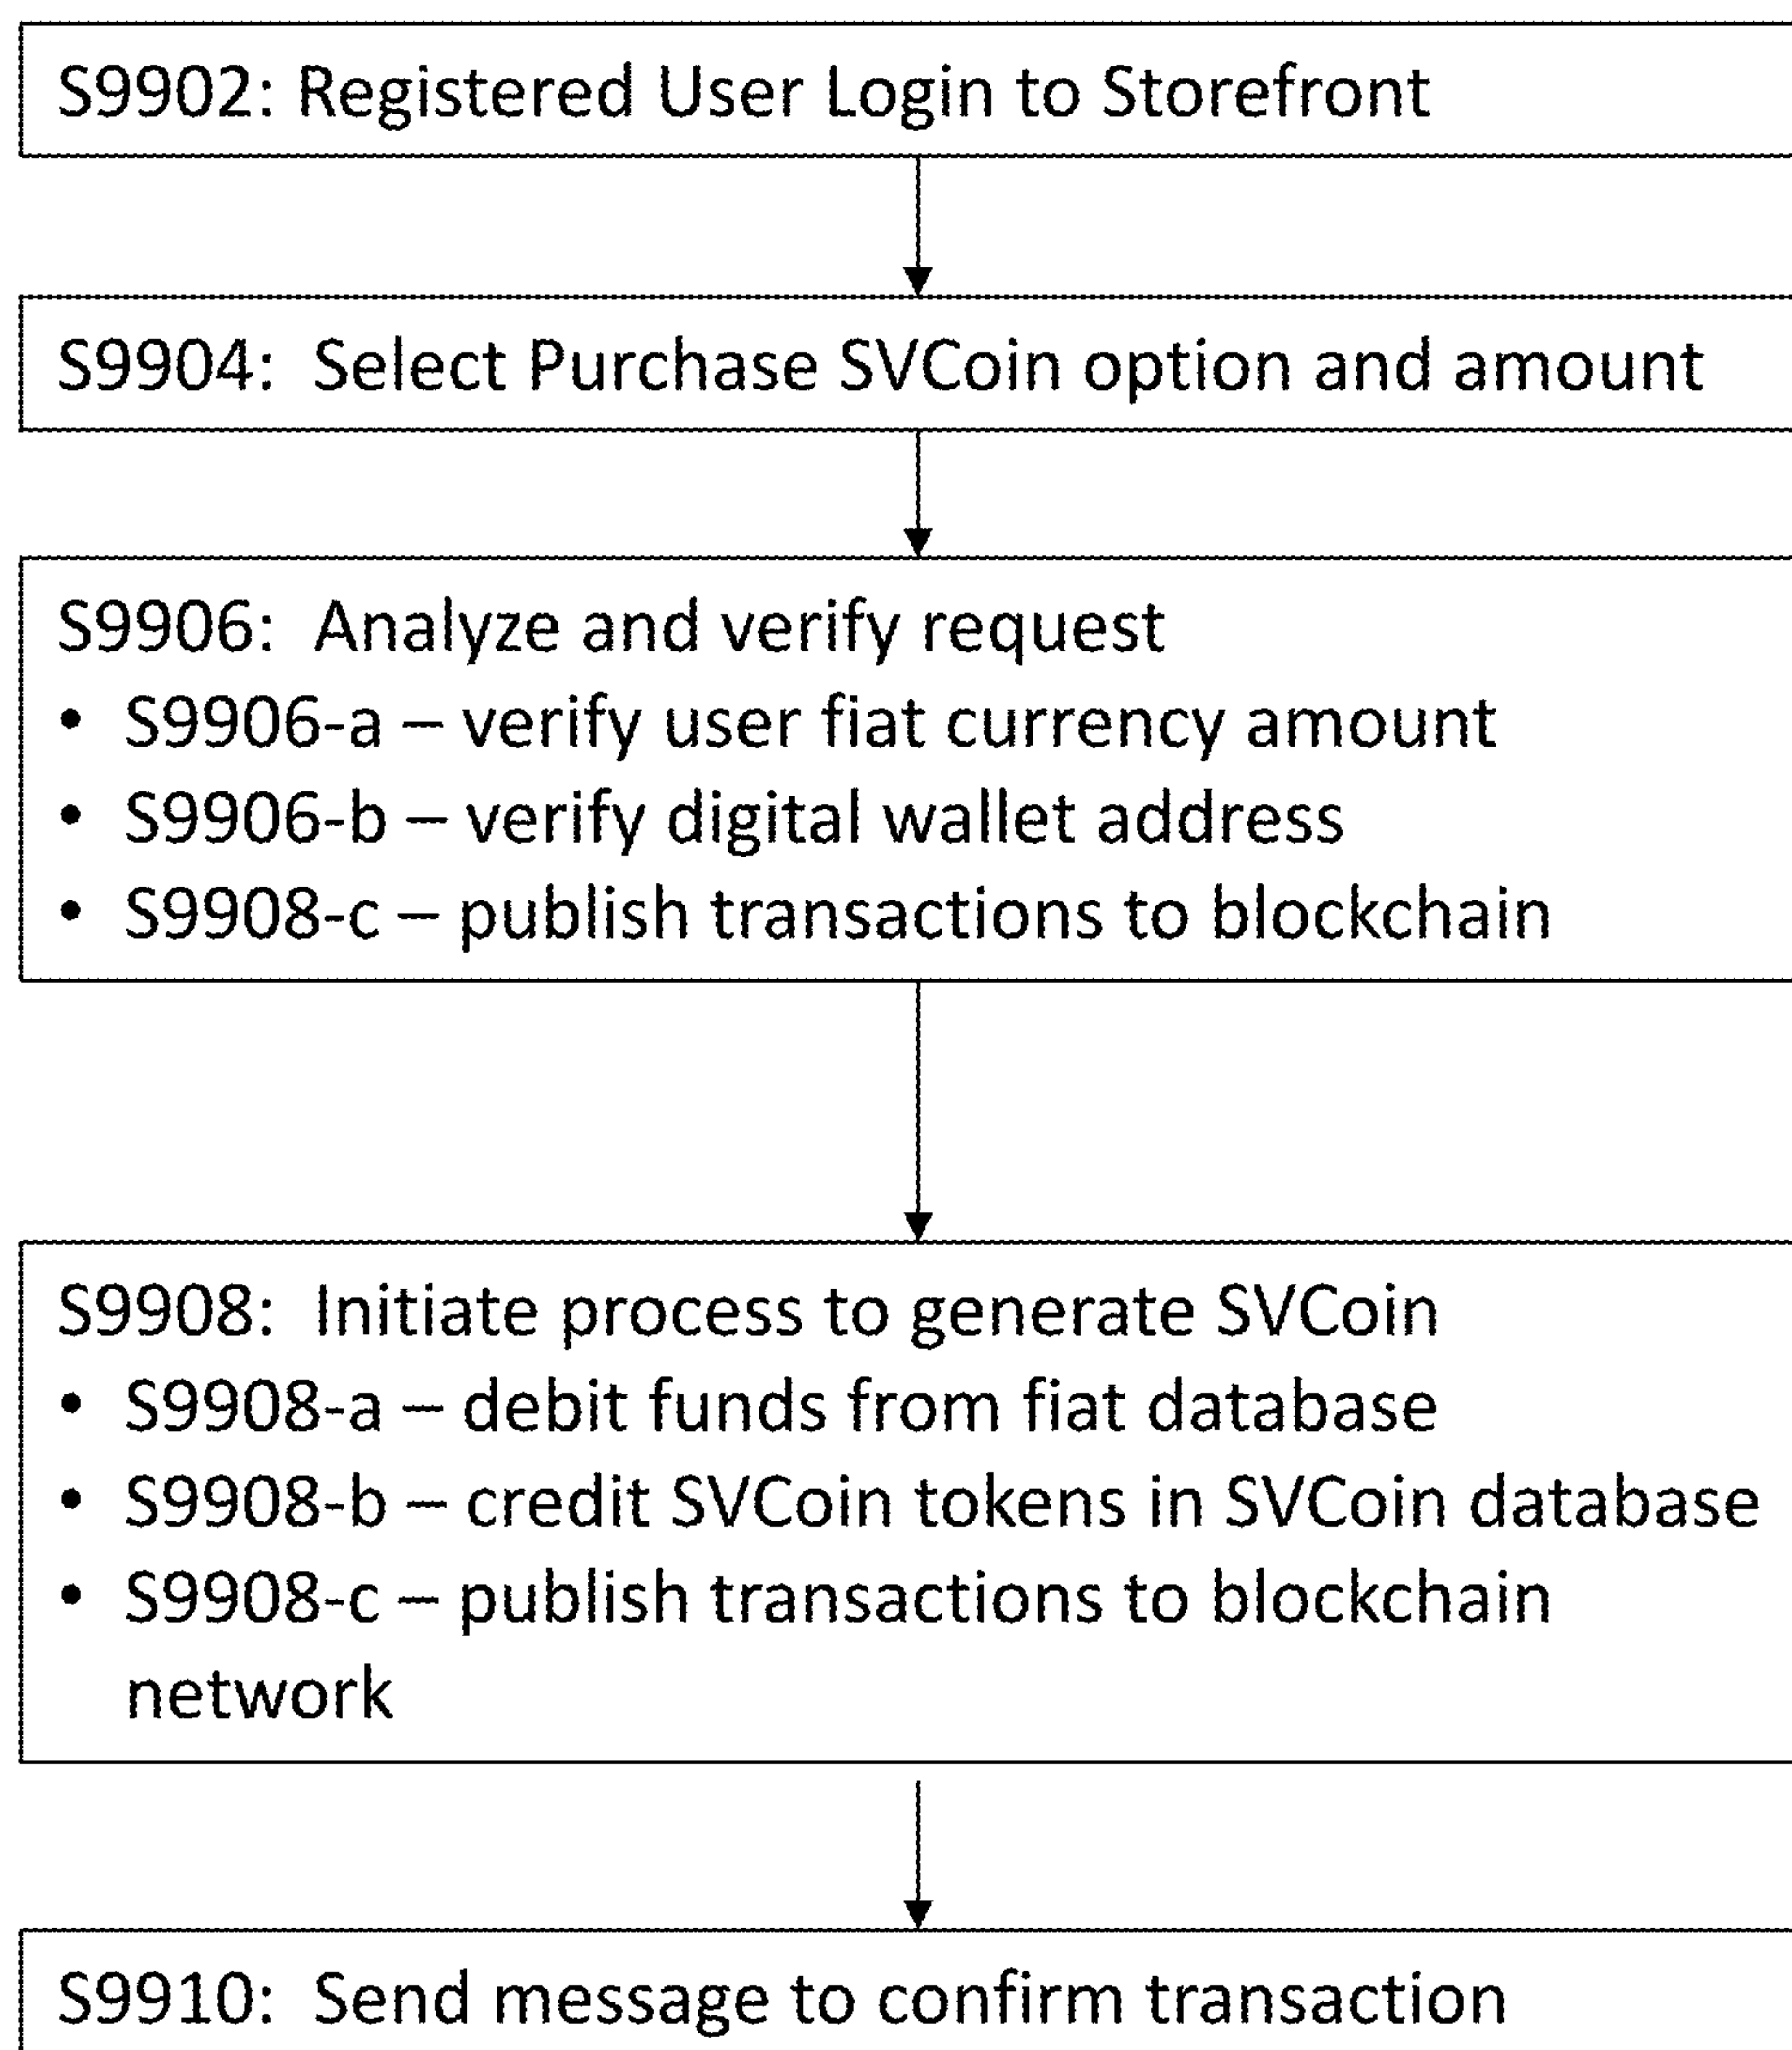 S9902: Registered User Login to Storefront
S9904: Select Purchase SVCoin option and amount
S9906: Analyze and verify request
• S9906-a – verify user fiat currency amount
• S9906-b – verify digital wallet address
• S9908-c – publish transactions to blockchain
S9908: Initiate process to generate SVCoin
• S9908-a – debit funds from fiat database
• S9908-b – credit SVCoin tokens in SVCoin database
• S9908-c – publish transactions to blockchain
network
S9910: Send message to confirm transaction